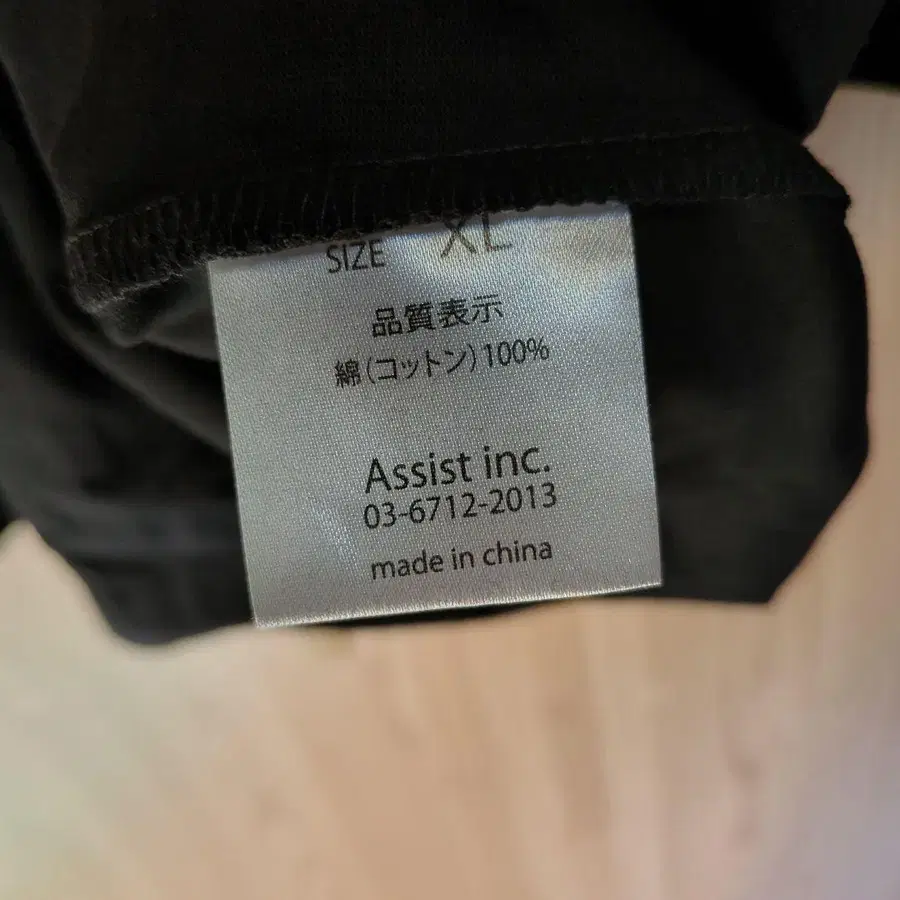 SIZE XL
品質表示
綿(コットン)100%
Assist inc.
03-6712-2013
made in china